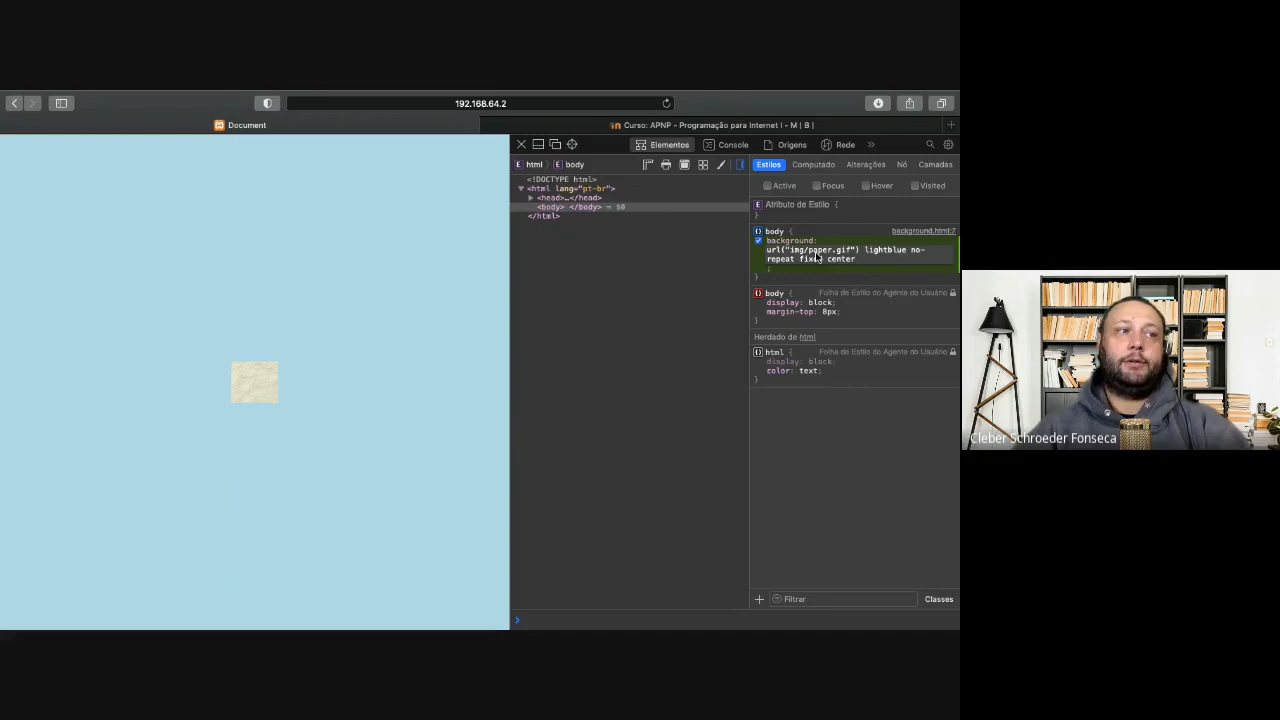 192.168.64.2
Document
Curso: APNP - Programação para Internet I - M | B |
Elementos
Console
Origens
Rede
html
body
Estilos
Computado
Alterações
Nó
Camadas
<!DOCTYPE html>
<html lang="pt-br">
<head>…</head>
<body> </body> = $0
</html>
Active
Focus
Hover
Visited
E Atributo de Estilo {
}
body { background.html:7
background:
url("img/paper.gif") lightblue no-
repeat fixed center
;
}
body { Folha de Estilo do Agente do Usuário
display: block;
margin-top: 8px;
}
Herdado de html
html { Folha de Estilo do Agente do Usuário
display: block;
color: text;
}
Filtrar
Classes
Cleber Schroeder Fonseca